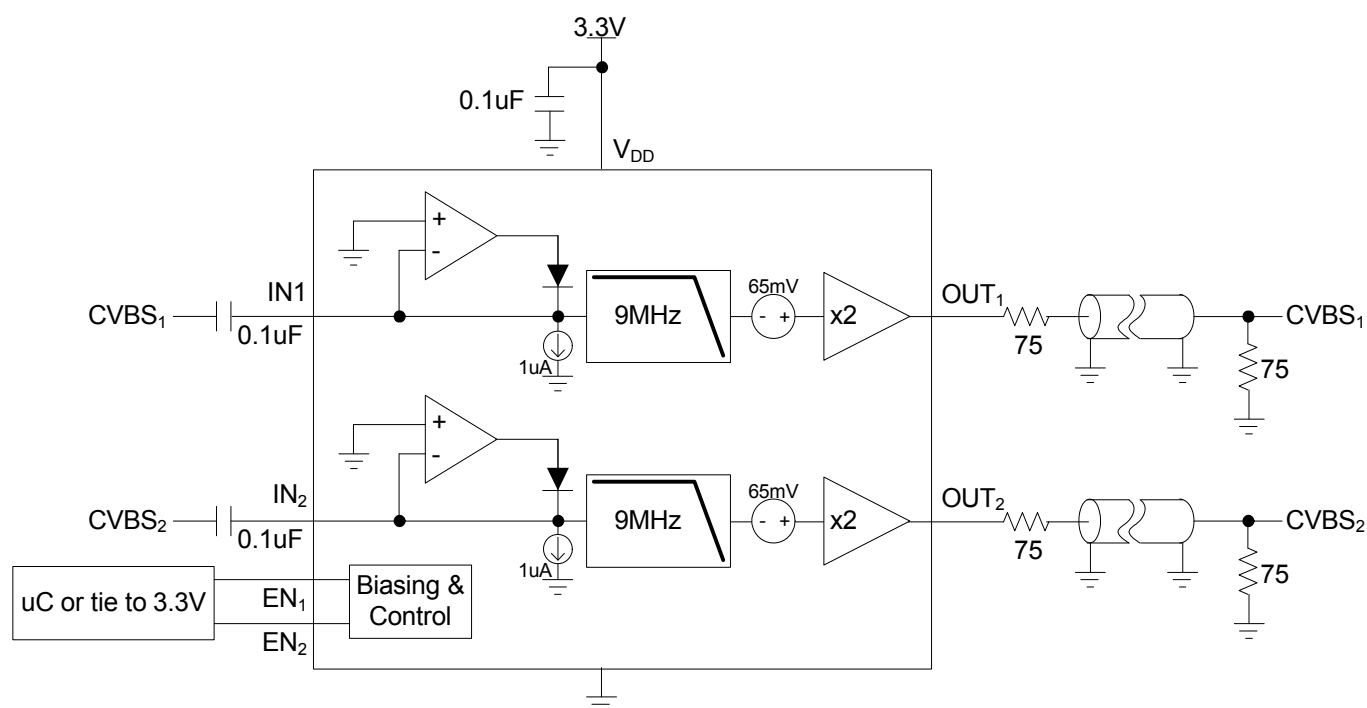 3.3V
0.1uF
V_DD
+
-
IN1
CVBS₁
0.1uF
1uA
9MHz
65mV
- +
x2
OUT₁
75
CVBS₁
75
+
-
IN₂
CVBS₂
0.1uF
1uA
9MHz
65mV
- +
x2
OUT₂
75
CVBS₂
75
uC or tie to 3.3V
EN₁
EN₂
Biasing &
Control